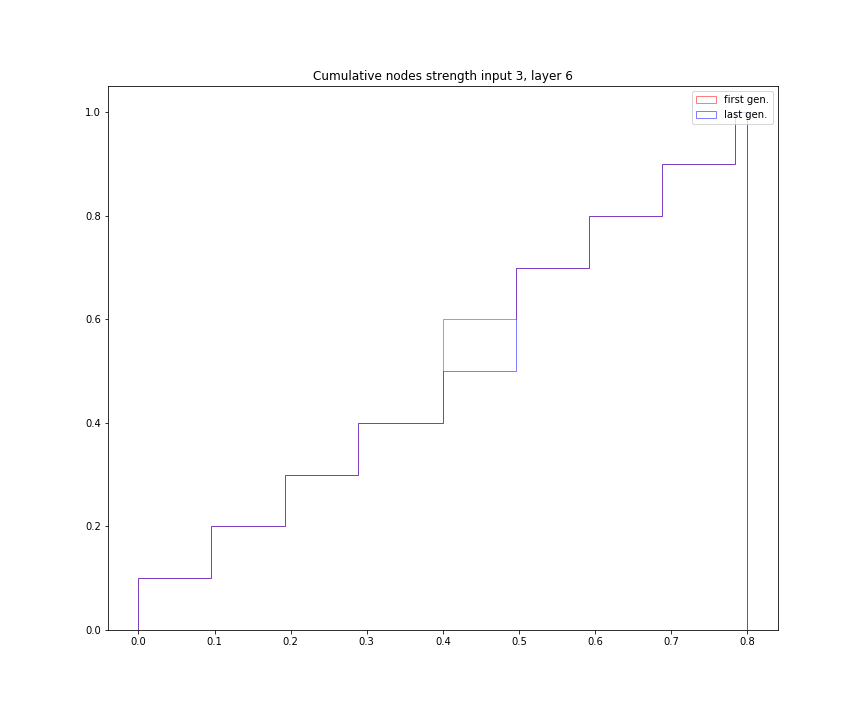 Cumulative nodes strength input 3, layer 6
first gen.
last gen.
1.0
0.8
0.6
0.4
0.2
0.0
0.0 0.1 0.2 0.3 0.4 0.5 0.6 0.7 0.8